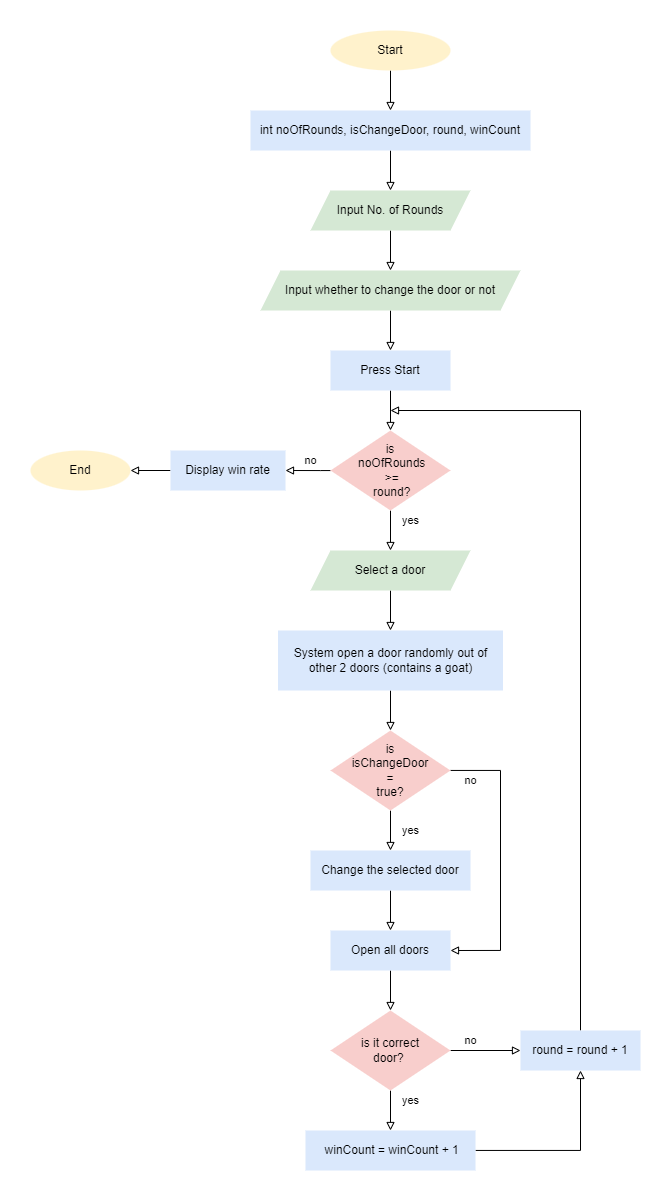 Start
int noOfRounds, isChangeDoor, round, winCount
Input No. of Rounds
Input whether to change the door or not
Press Start
is
noOfRounds
>=
round?
no
Display win rate
End
yes
Select a door
System open a door randomly out of
other 2 doors (contains a goat)
is
isChangeDoor
=
true?
no
yes
Change the selected door
Open all doors
is it correct
door?
no
round = round + 1
yes
winCount = winCount + 1